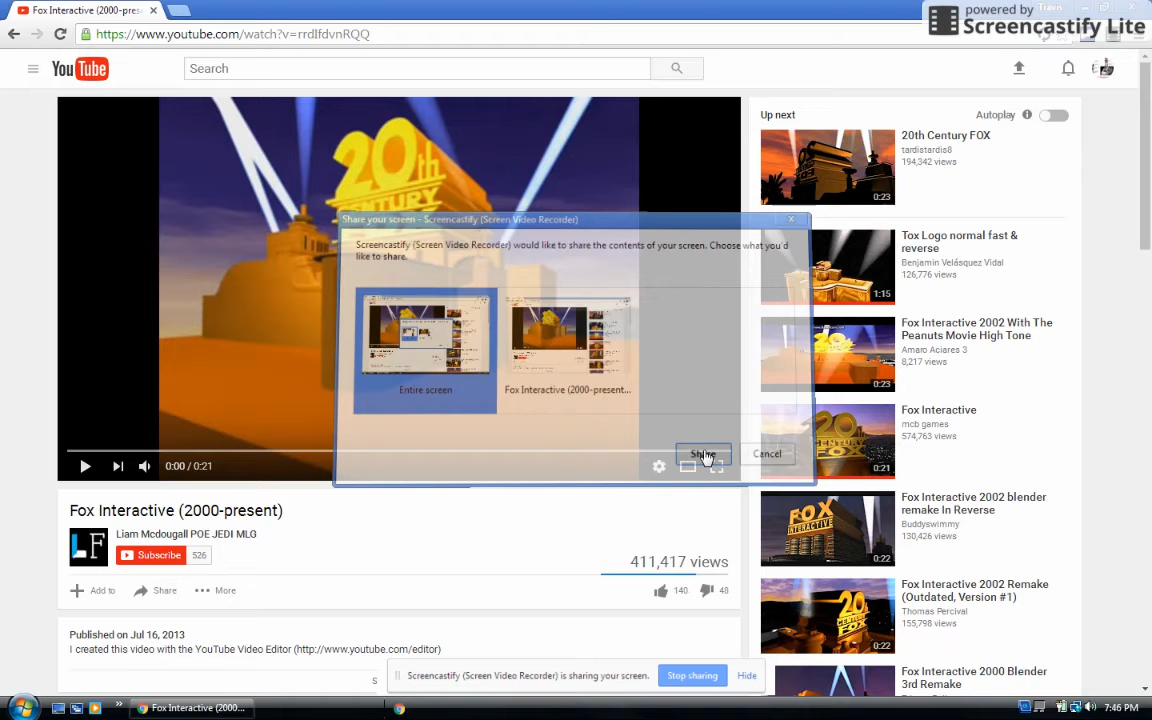 Fox Interactive (2000-pres
Travis
powered by
Screencastify Lite
https://www.youtube.com/watch?v=rrdIfdvnRQQ
YouTube
Search
20th
CENTURY
Share your screen - Screencastify (Screen Video Recorder)
Screencastify (Screen Video Recorder) would like to share the contents of your screen. Choose what you'd
like to share.
Entire screen
Fox Interactive (2000-present...
Share
Cancel
0:00 / 0:21
Fox Interactive (2000-present)
LF
Liam Mcdougall POE JEDI MLG
Subscribe
526
411,417 views
Add to
Share
More
140
48
Published on Jul 16, 2013
I created this video with the YouTube Video Editor (http://www.youtube.com/editor)
S
Up next
Autoplay
20th Century FOX
tardistardis8
194,342 views
0:23
Tox Logo normal fast &
reverse
Benjamin Velásquez Vidal
126,776 views
1:15
Fox Interactive 2002 With The
Peanuts Movie High Tone
Amaro Aciares 3
8,217 views
0:23
Fox Interactive
mcb games
574,763 views
0:21
Fox Interactive 2002 blender
remake In Reverse
Buddyswimmy
130,426 views
FOX
INTERACTIVE
0:22
Fox Interactive 2002 Remake
(Outdated, Version #1)
Thomas Percival
155,798 views
0:22
Fox Interactive 2000 Blender
3rd Remake
Screencastify (Screen Video Recorder) is sharing your screen.
Stop sharing
Hide
Fox Interactive (2000...
7:46 PM